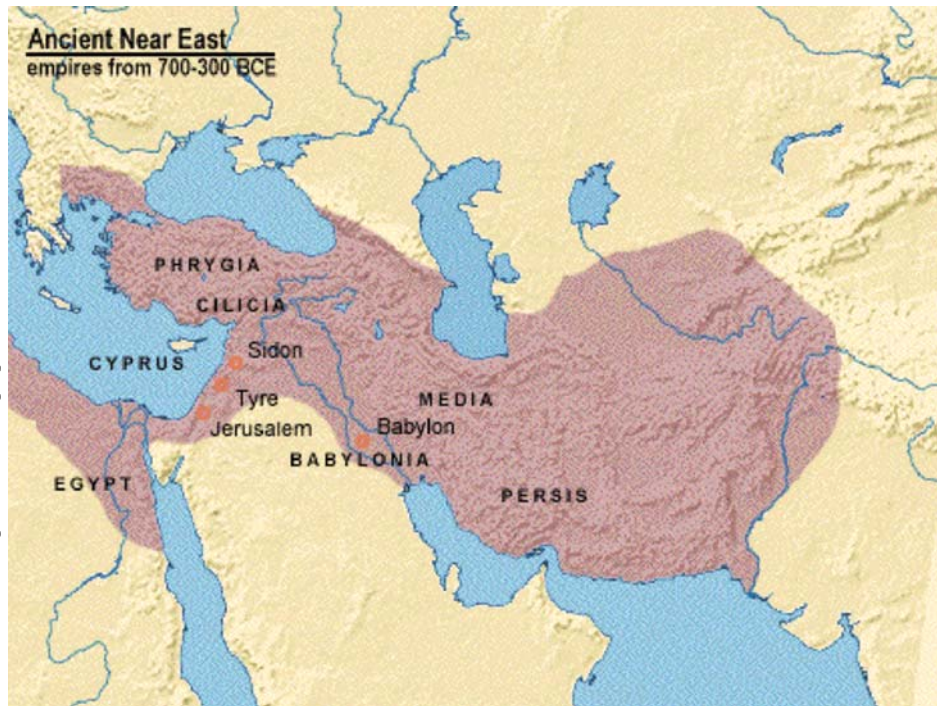 Ancient Near East
empires from 700-300 BCE
PHRYGIA
CILICIA
CYPRUS
Sidon
Tyre
MEDIA
Jerusalem
Babylon
BABYLONIA
EGYPT
PERSIS